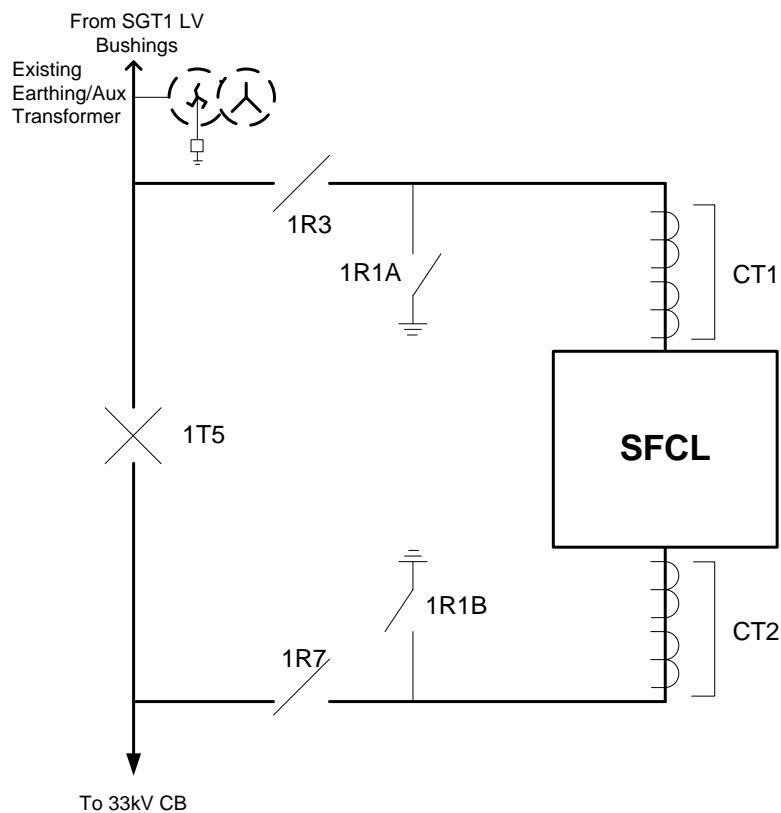 From SGT1 LV
Bushings
Existing
Earthing/Aux
Transformer
1R3
1R1A
CT1
1T5
SFCL
1R1B
CT2
1R7
To 33kV CB